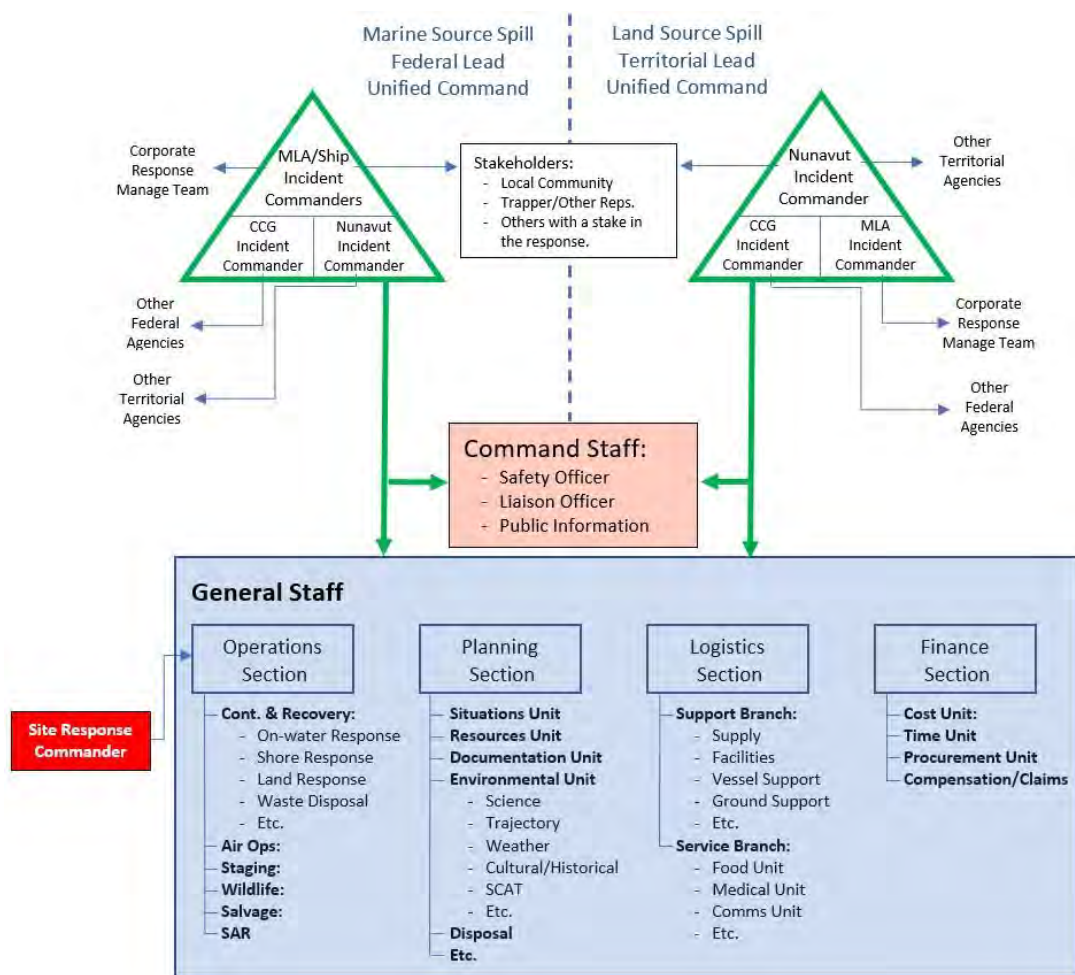 Marine Source Spill
Federal Lead
Unified Command
Land Source Spill
Territorial Lead
Unified Command
Corporate
Response
Manage Team
MLA/Ship
Incident
Commanders
CCG
Incident
Commander
Nunavut
Incident
Commander
Other
Federal
Agencies
Other
Territorial
Agencies
Stakeholders:
- Local Community
- Trapper/Other Reps.
- Others with a stake in
the response.
Nunavut
Incident
Commander
CCG
Incident
Commander
MLA
Incident
Commander
Other
Territorial
Agencies
Corporate
Response
Manage Team
Other
Federal
Agencies
Command Staff:
- Safety Officer
- Liaison Officer
- Public Information
General Staff
Site Response
Commander
Operations
Section
Cont. & Recovery:
- On-water Response
- Shore Response
- Land Response
- Waste Disposal
- Etc.
Air Ops:
Staging:
Wildlife:
Salvage:
SAR
Planning
Section
Situations Unit
Resources Unit
Documentation Unit
Environmental Unit
- Science
- Trajectory
- Weather
- Cultural/Historical
- SCAT
- Etc.
Disposal
Etc.
Logistics
Section
Support Branch:
- Supply
- Facilities
- Vessel Support
- Ground Support
- Etc.
Service Branch:
- Food Unit
- Medical Unit
- Comms Unit
- Etc.
Finance
Section
Cost Unit:
Time Unit
Procurement Unit
Compensation/Claims